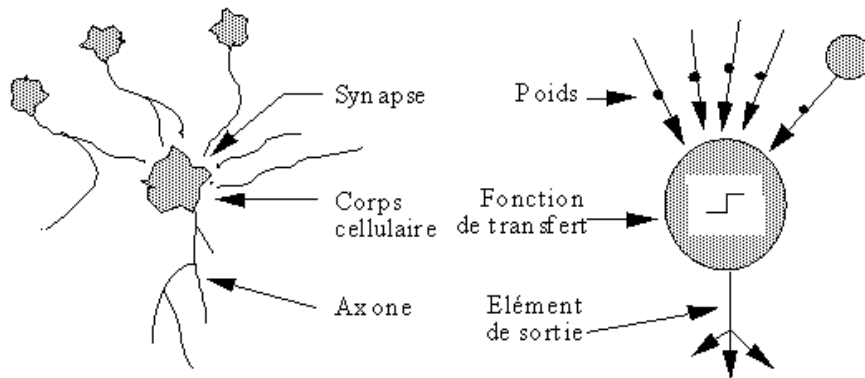 Synapse
Corps
cellulaire
Axone
Poids
Fonction
de transfert
Elément
de sortie